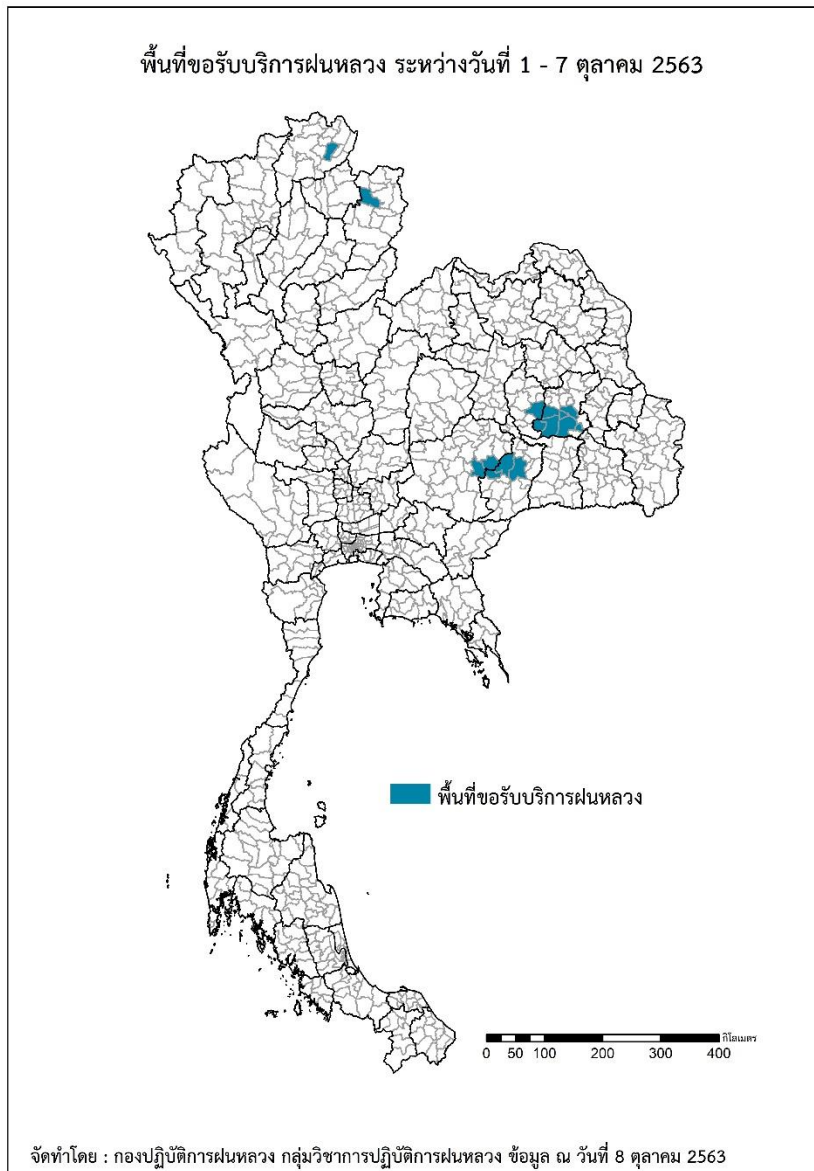 พื้นที่ขอรับบริการฝนหลวง ระหว่างวันที่ 1 - 7 ตุลาคม 2563
พื้นที่ขอรับบริการฝนหลวง
กิโลเมตร
0 50 100 200 300 400
จัดทำโดย : กองปฏิบัติการฝนหลวง กลุ่มวิชาการปฏิบัติการฝนหลวง ข้อมูล ณ วันที่ 8 ตุลาคม 2563